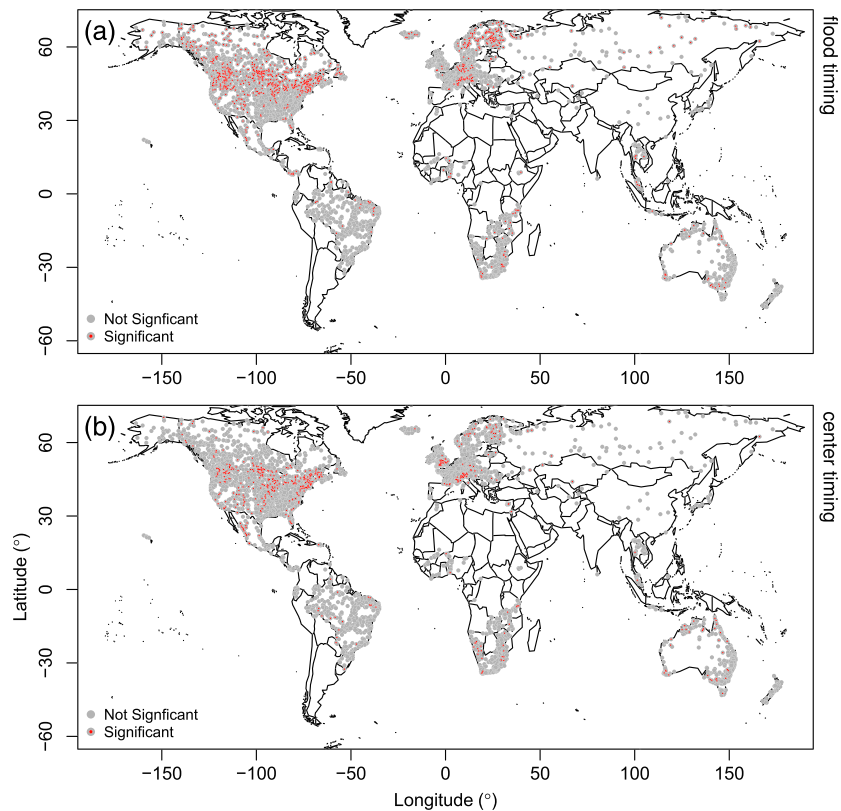 (a)
flood timing
60
30
0
−30
−60
Not Signficant
Significant
−150 −100 −50 0 50 100 150
(b)
center timing
60
30
0
−30
−60
Latitude (°)
Not Signficant
Significant
−150 −100 −50 0 50 100 150
Longitude (°)